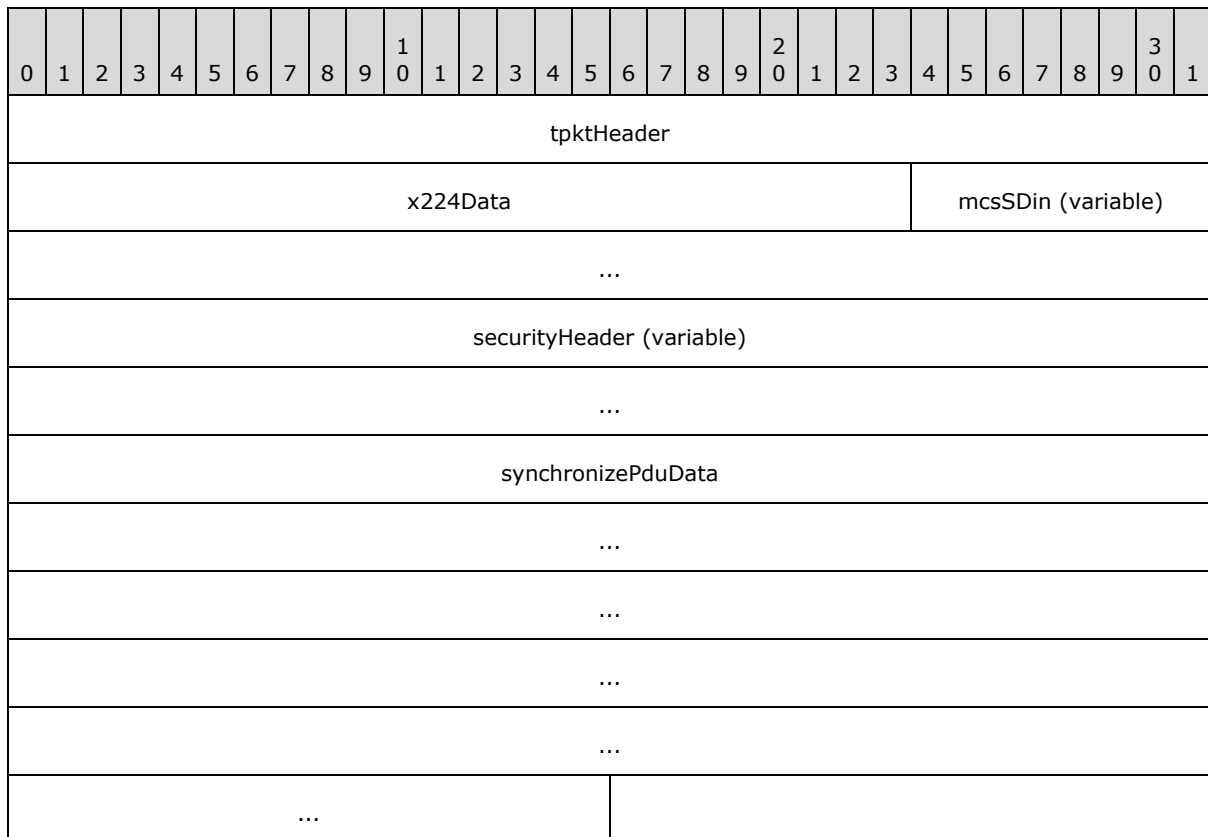 1 2 3
0 1 2 3 4 5 6 7 8 9 0 1 2 3 4 5 6 7 8 9 0 1 2 3 4 5 6 7 8 9 0 1
tpktHeader
x224Data mcsSDin (variable)
...
securityHeader (variable)
...
synchronizePduData
...
...
...
...
...